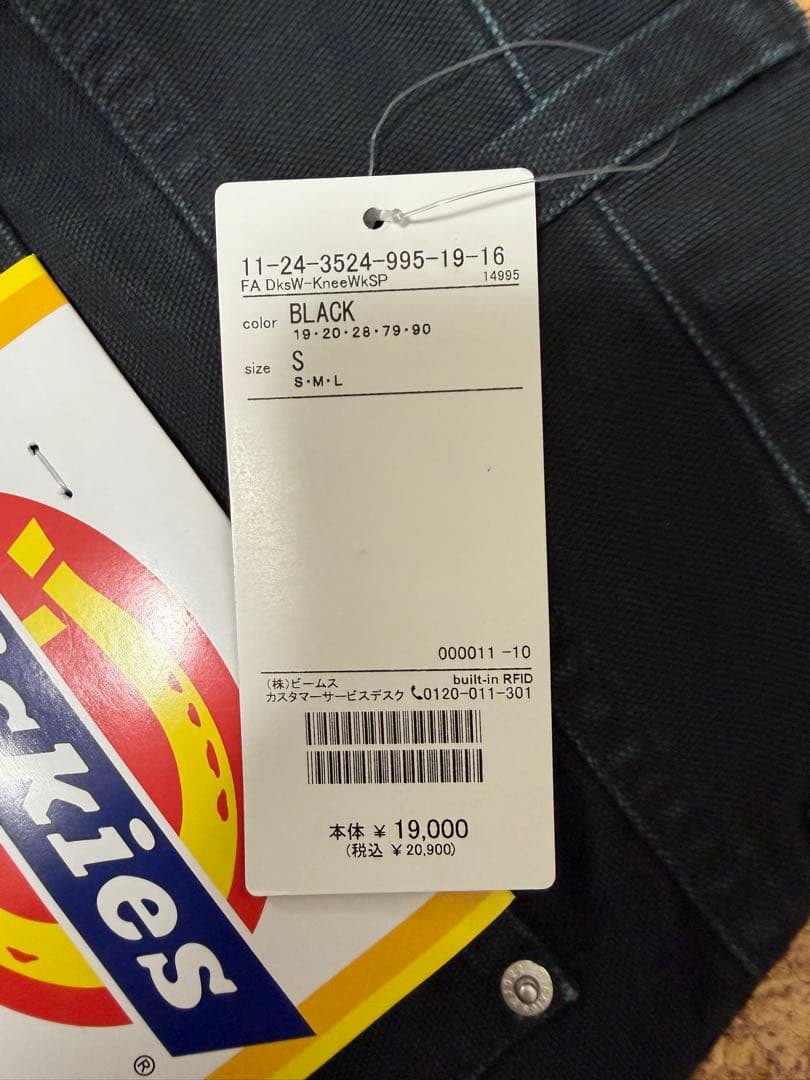 11-24-3524-995-19-16
FA DksW-KneeWkSP 14995
color BLACK
19・20・28・79・90
size S
S・M・L
000011 -10
(株)ビームス built-in RFID
カスタマーサービスデスク 0120-011-301
本体 ¥ 19,000
(税込 ¥20,900)
ckies
®